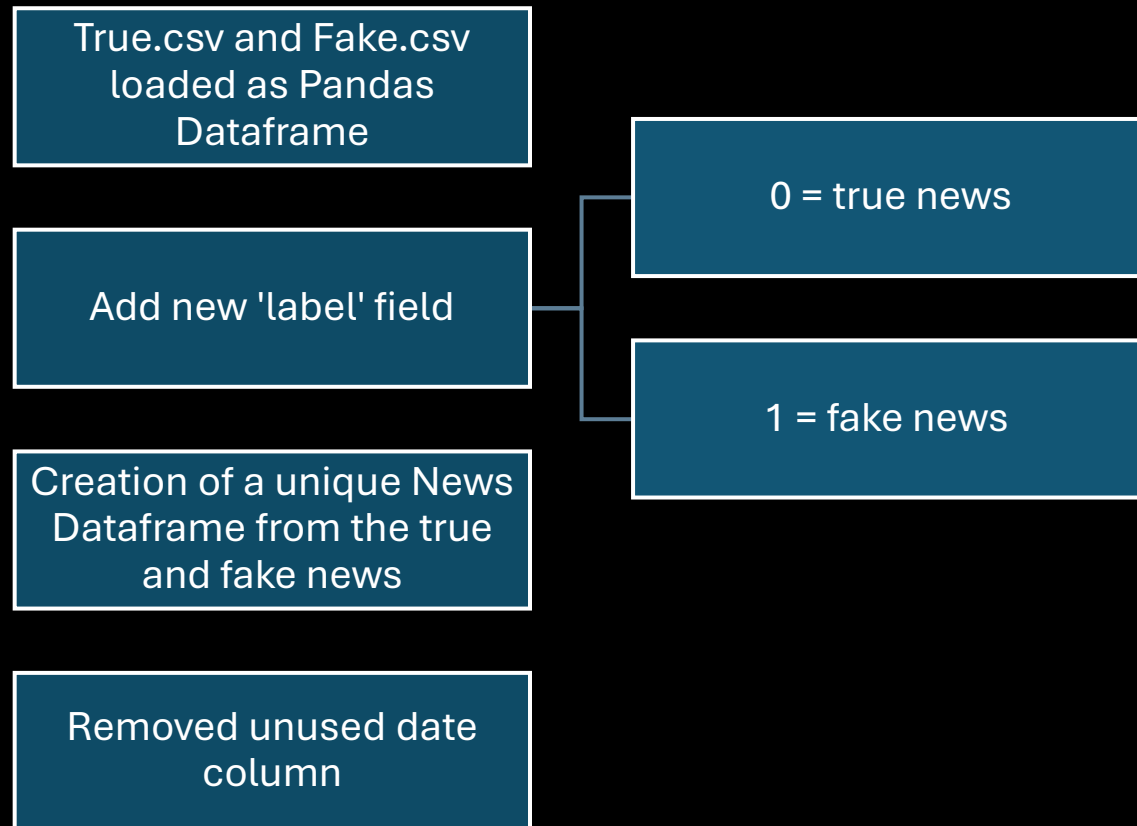 True.csv and Fake.csv
loaded as Pandas
Dataframe
Add new 'label' field
0 = true news
1 = fake news
Creation of a unique News
Dataframe from the true
and fake news
Removed unused date
column